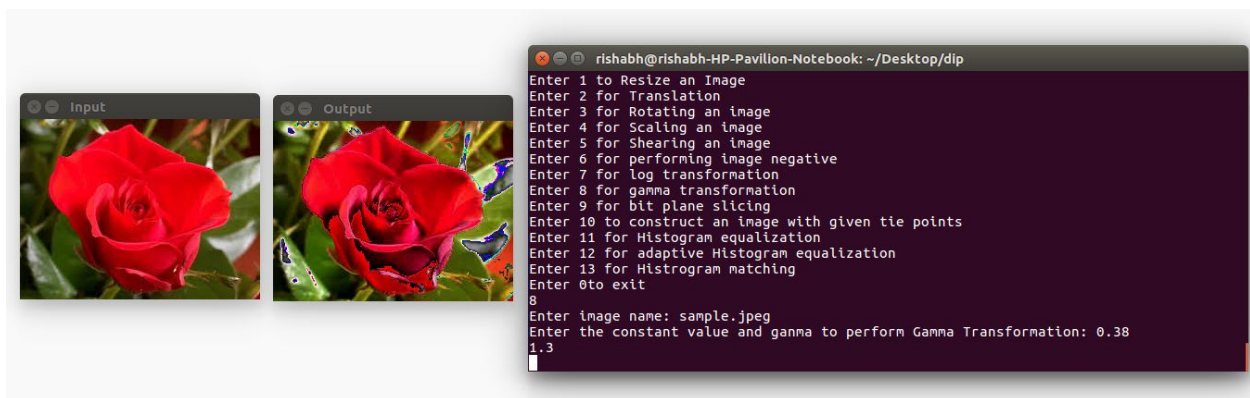 Input
Output
rishabh@rishabh-HP-Pavilion-Notebook: ~/Desktop/dip
Enter 1 to Resize an Image
Enter 2 for Translation
Enter 3 for Rotating an image
Enter 4 for Scaling an image
Enter 5 for Shearing an image
Enter 6 for performing image negative
Enter 7 for log transformation
Enter 8 for gamma transformation
Enter 9 for bit plane slicing
Enter 10 to construct an image with given tie points
Enter 11 for Histogram equalization
Enter 12 for adaptive Histogram equalization
Enter 13 for Histrogram matching
Enter 0to exit
8
Enter image name: sample.jpeg
Enter the constant value and ganma to perform Gamma Transformation: 0.38
1.3